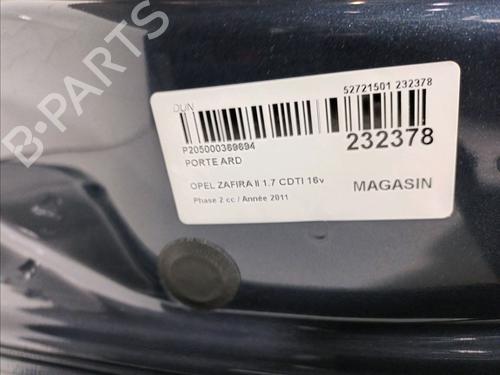 B-PARTS
DUN
52721501 232378
P205000369694
232378
PORTE ARD
OPEL ZAFIRA II 1.7 CDTI 16v
MAGASIN
Phase 2 cc / Année 2011